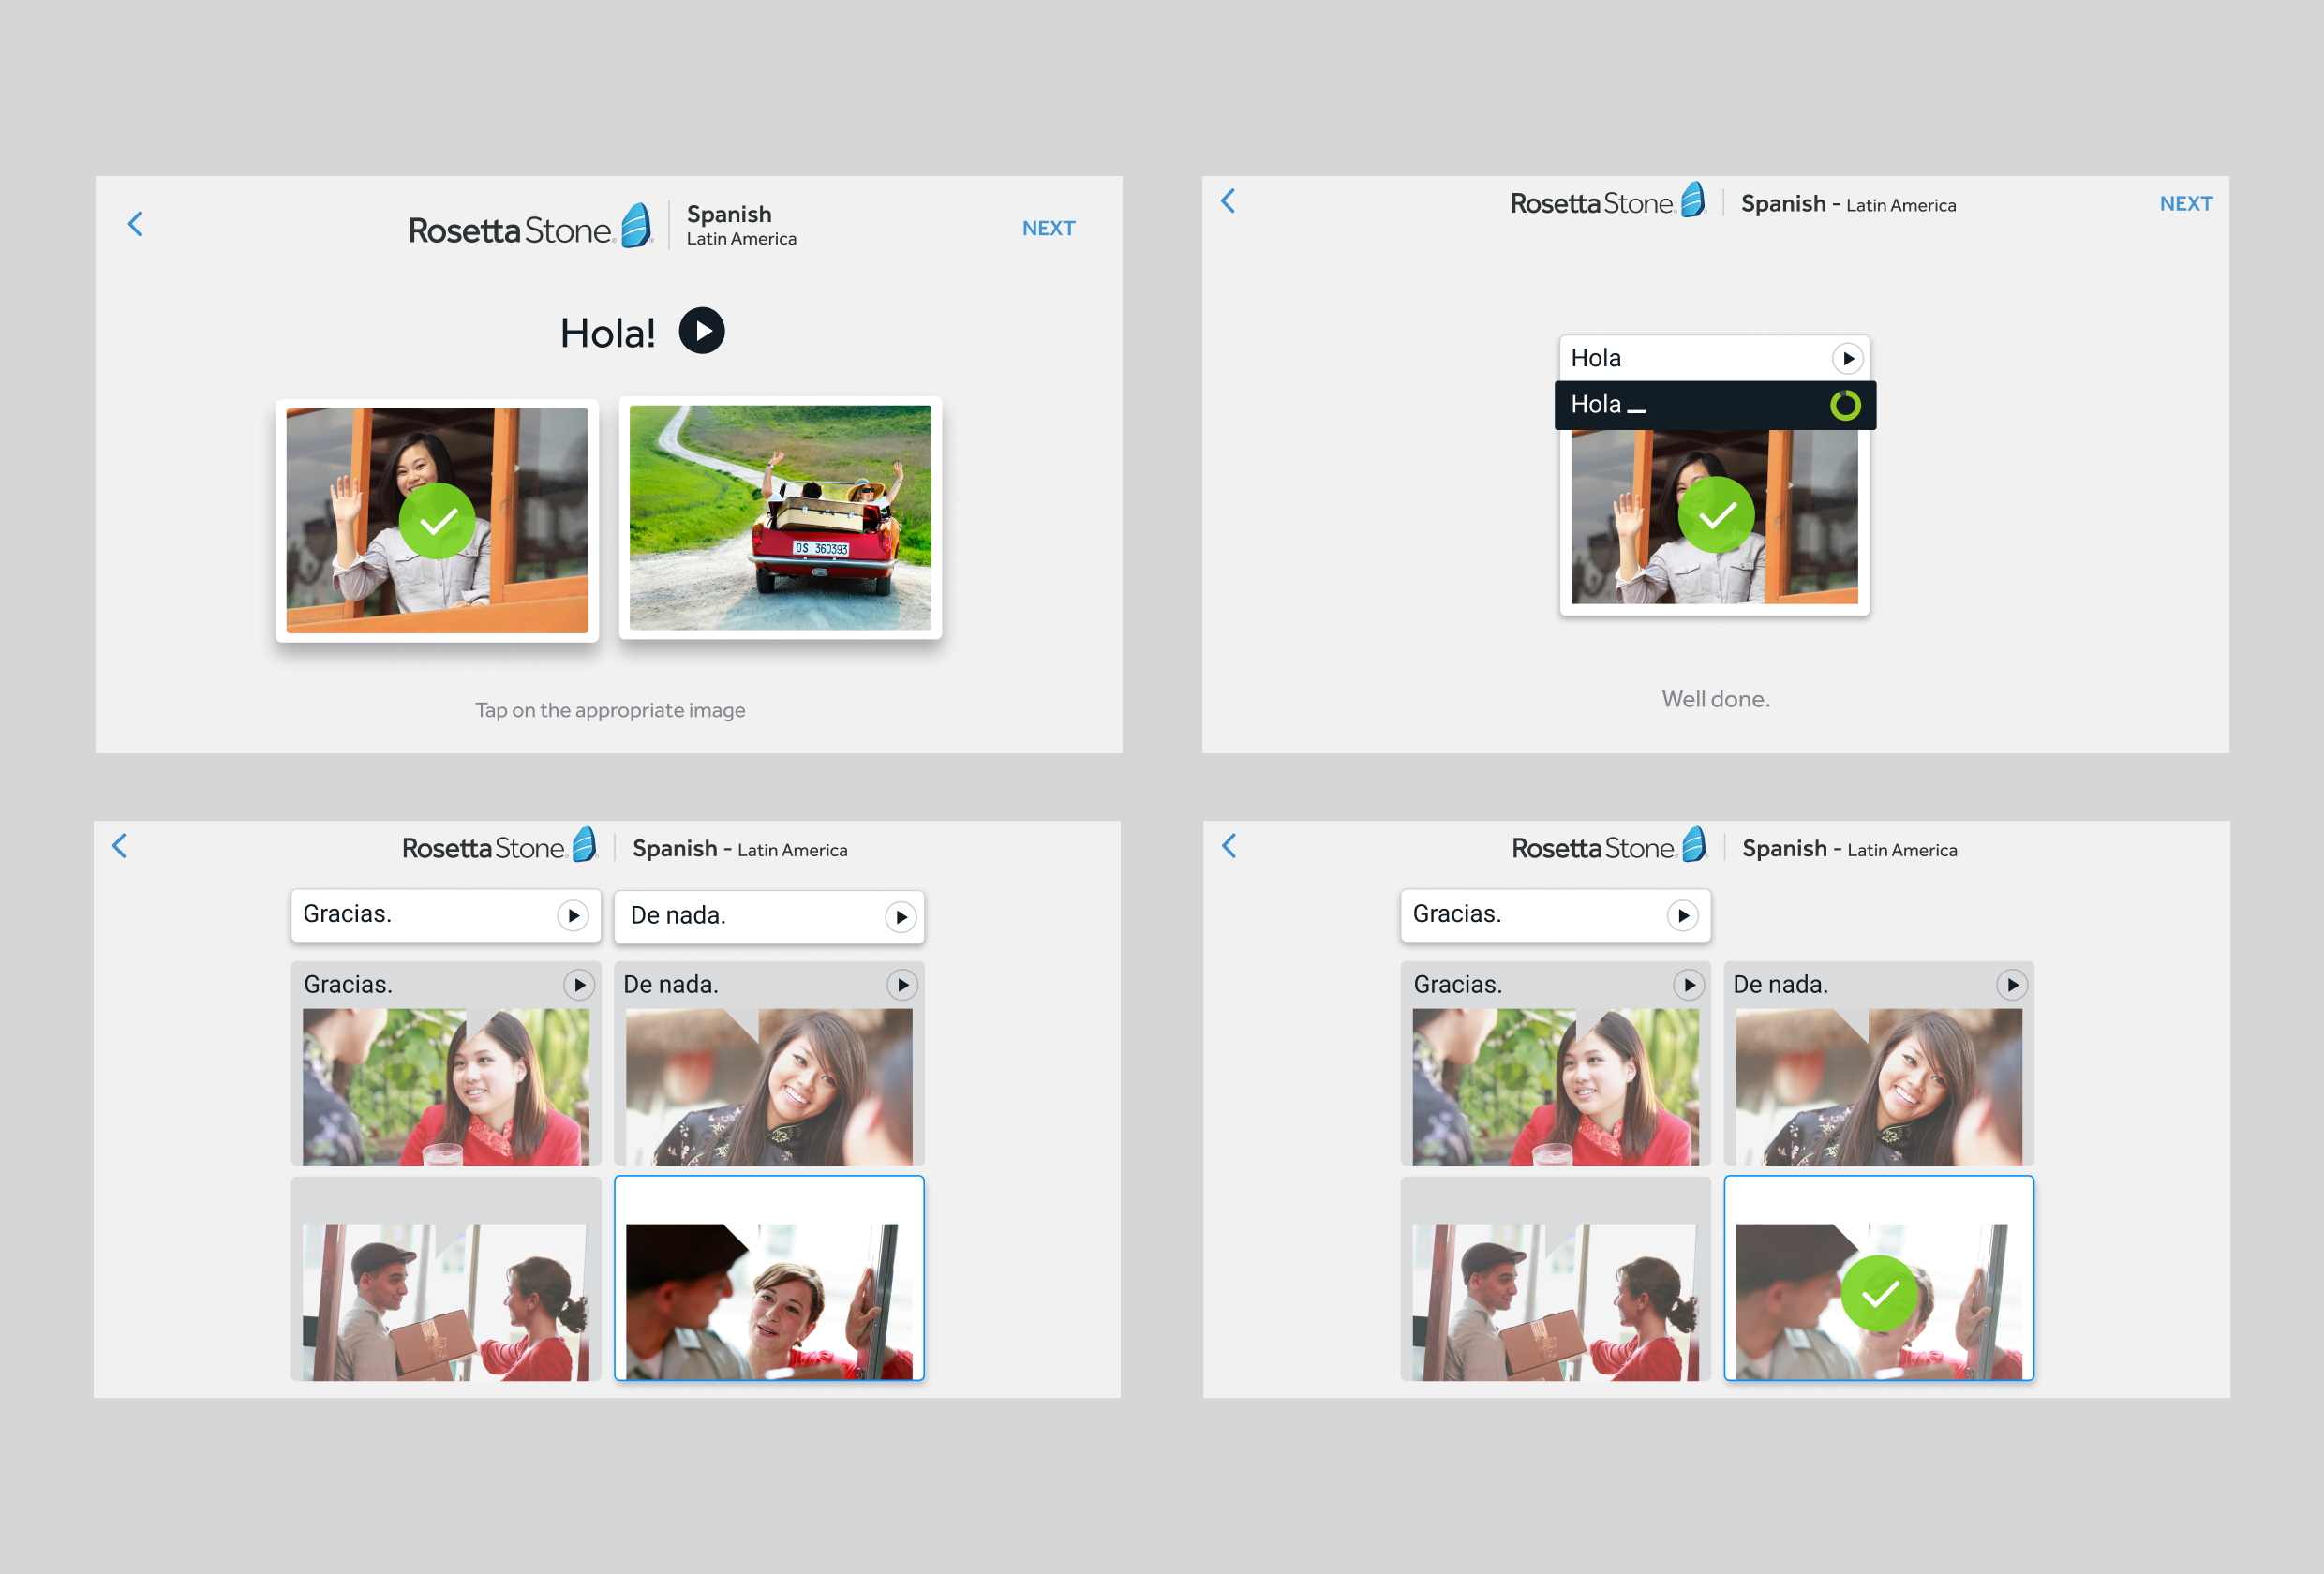 Rosetta Stone
Spanish
Latin America
NEXT
Hola!
OS 360393
Tap on the appropriate image
Rosetta Stone
Spanish - Latin America
NEXT
Hola
Hola
Well done.
Rosetta Stone
Spanish - Latin America
Gracias.
De nada.
Gracias.
De nada.
Rosetta Stone
Spanish - Latin America
Gracias.
Gracias.
De nada.